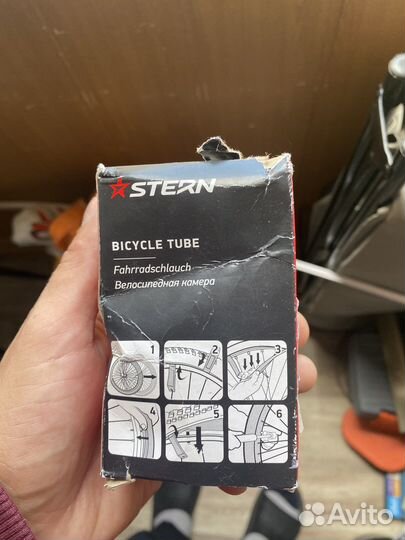 STERN
BICYCLE TUBE
Fahrradschlauch
Велосипедная камера
1 2 3
4 5 6
Avito